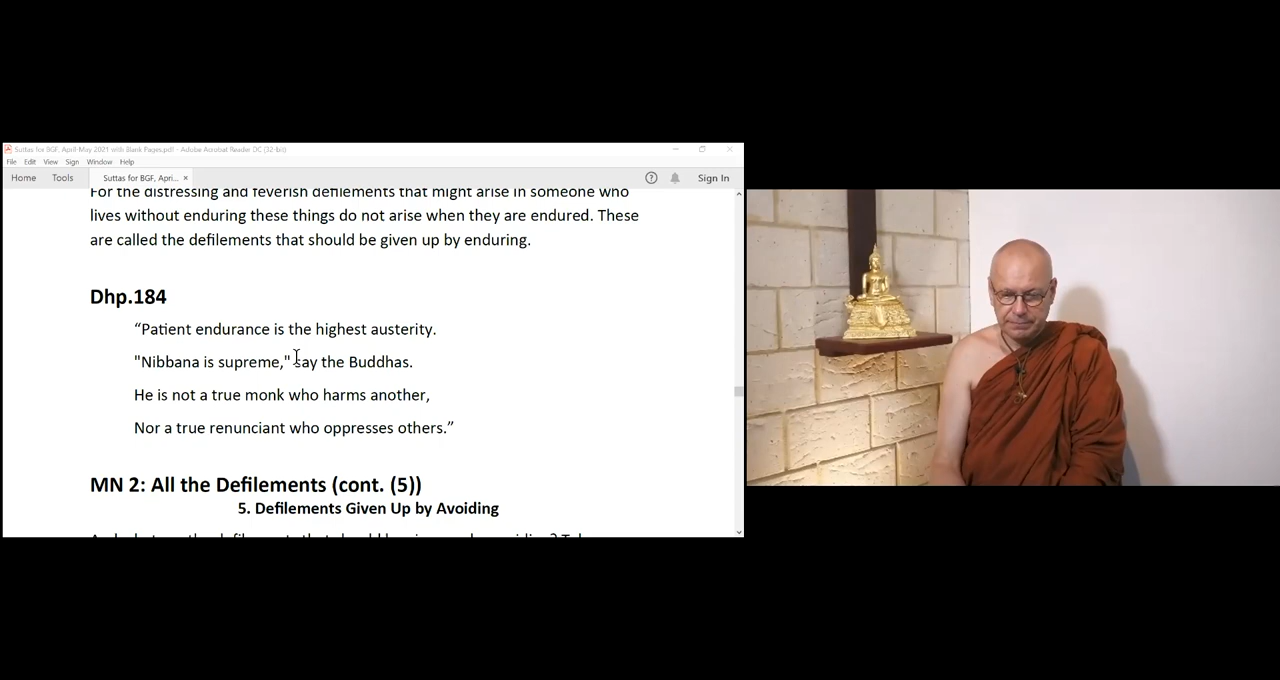 Suttas for BGF, April-May 2021 with Blank Pages.pdf - Adobe Acrobat Reader DC (32-bit)
File Edit View Sign Window Help
Home Tools Suttas for BGF, Apri... × Sign In
For the distressing and feverish defilements that might arise in someone who
lives without enduring these things do not arise when they are endured. These
are called the defilements that should be given up by enduring.
Dhp.184
“Patient endurance is the highest austerity.
"Nibbana is supreme," say the Buddhas.
He is not a true monk who harms another,
Nor a true renunciant who oppresses others.”
MN 2: All the Defilements (cont. (5))
5. Defilements Given Up by Avoiding